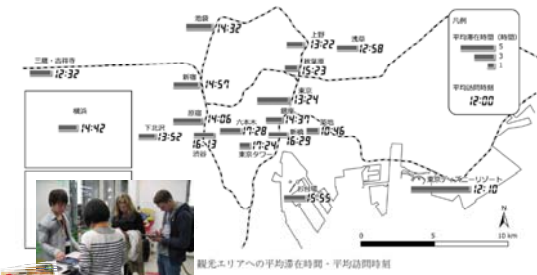 池袋
14:32
上野
13:22
浅草
12:58
三鷹・吉祥寺
12:32
秋葉原
15:23
新宿
14:57
東京
13:24
横浜
14:42
下北沢
13:52
原宿
14:06
渋谷
16:13
六本木
17:28
銀座
14:37
築地
10:46
新橋
16:29
東京タワー
17:24
お台場
15:55
東京ディズニーリゾート
12:10
凡例
平均滞在時間（時間）
5
3
1
平均訪問時刻
12:00
N
0
5
10 km
観光エリアへの平均滞在時間・平均訪問時刻